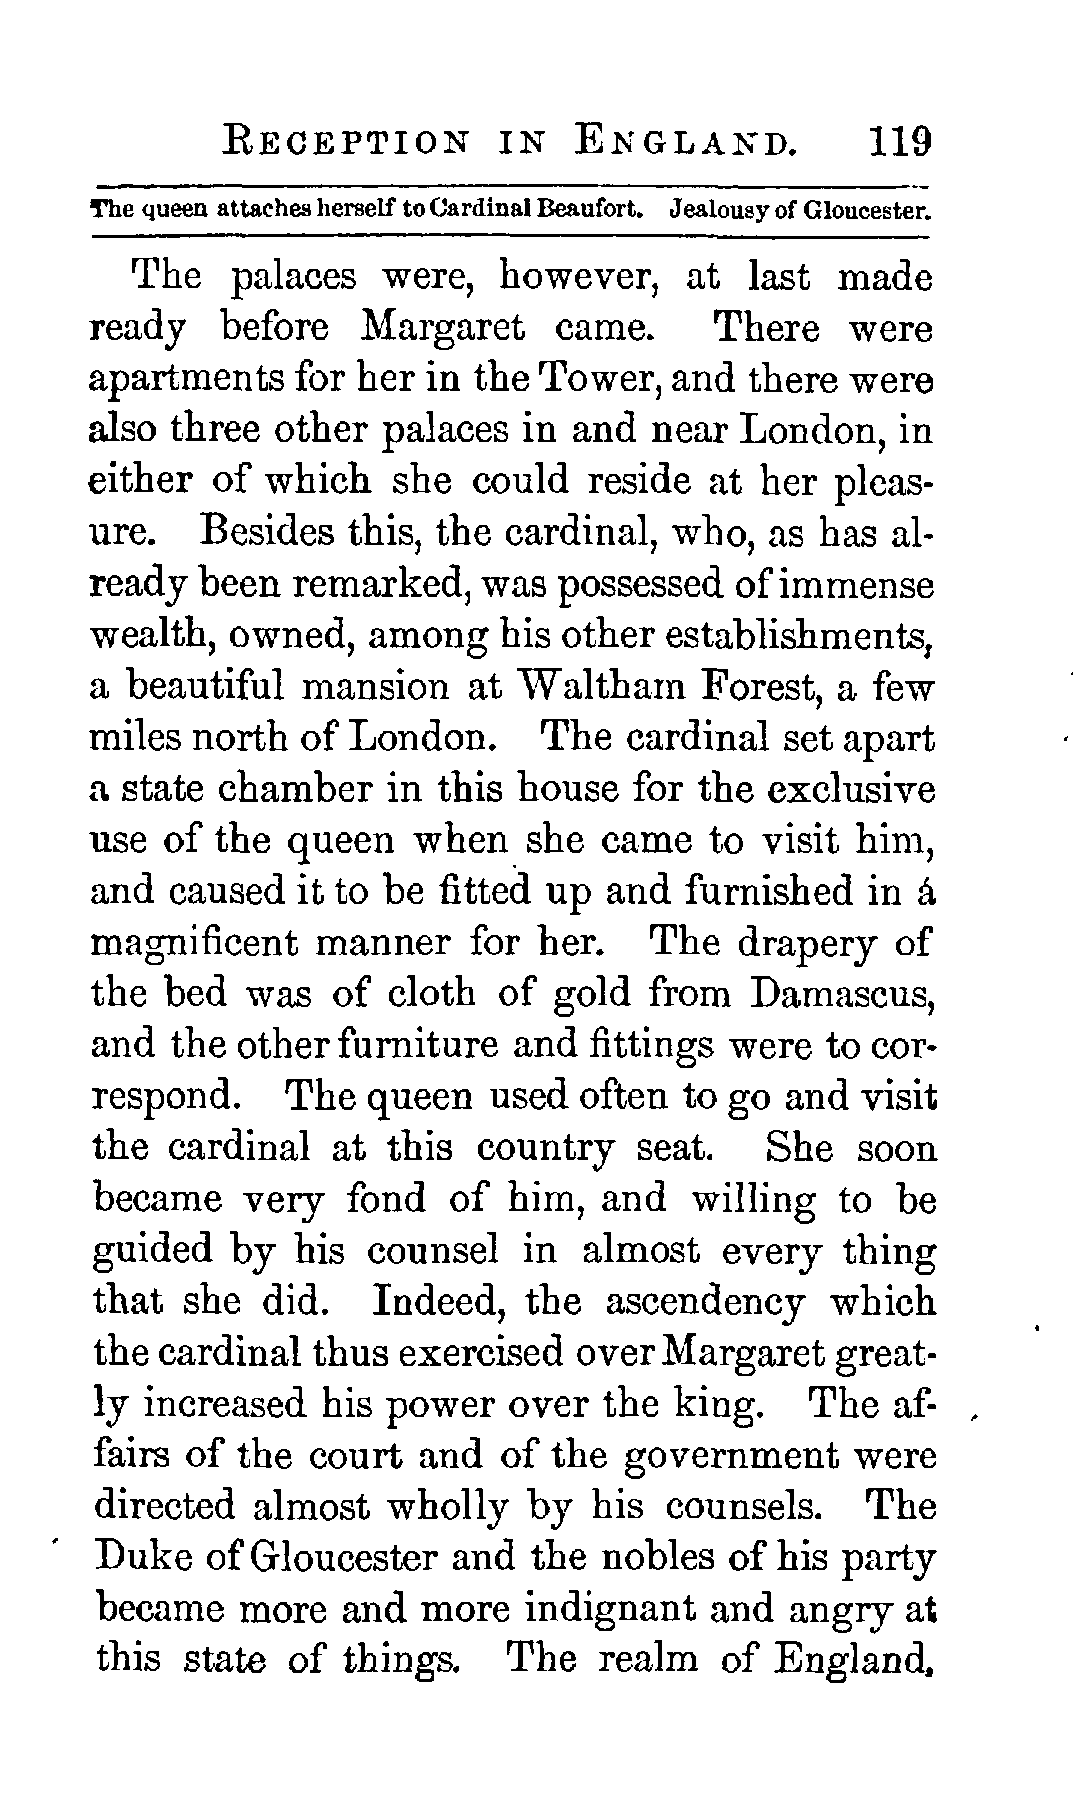 RECEPTION IN ENGLAND. 119
The queen attaches herself to Cardinal Beaufort. Jealousy of Gloucester.
The palaces were, however, at last made
ready before Margaret came. There were
apartments for her in the Tower, and there were
also three other palaces in and near London, in
either of which she could reside at her pleas-
ure. Besides this, the cardinal, who, as has al-
ready been remarked, was possessed of immense
wealth, owned, among his other establishments,
a beautiful mansion at Waltham Forest, a few
miles north of London. The cardinal set apart
a state chamber in this house for the exclusive
use of the queen when she came to visit him,
and caused it to be fitted up and furnished in a
magnificent manner for her. The drapery of
the bed was of cloth of gold from Damascus,
and the other furniture and fittings were to cor-
respond. The queen used often to go and visit
the cardinal at this country seat. She soon
became very fond of him, and willing to be
guided by his counsel in almost every thing
that she did. Indeed, the ascendency which
the cardinal thus exercised over Margaret great-
ly increased his power over the king. The af-
fairs of the court and of the government were
directed almost wholly by his counsels. The
Duke of Gloucester and the nobles of his party
became more and more indignant and angry at
this state of things. The realm of England,